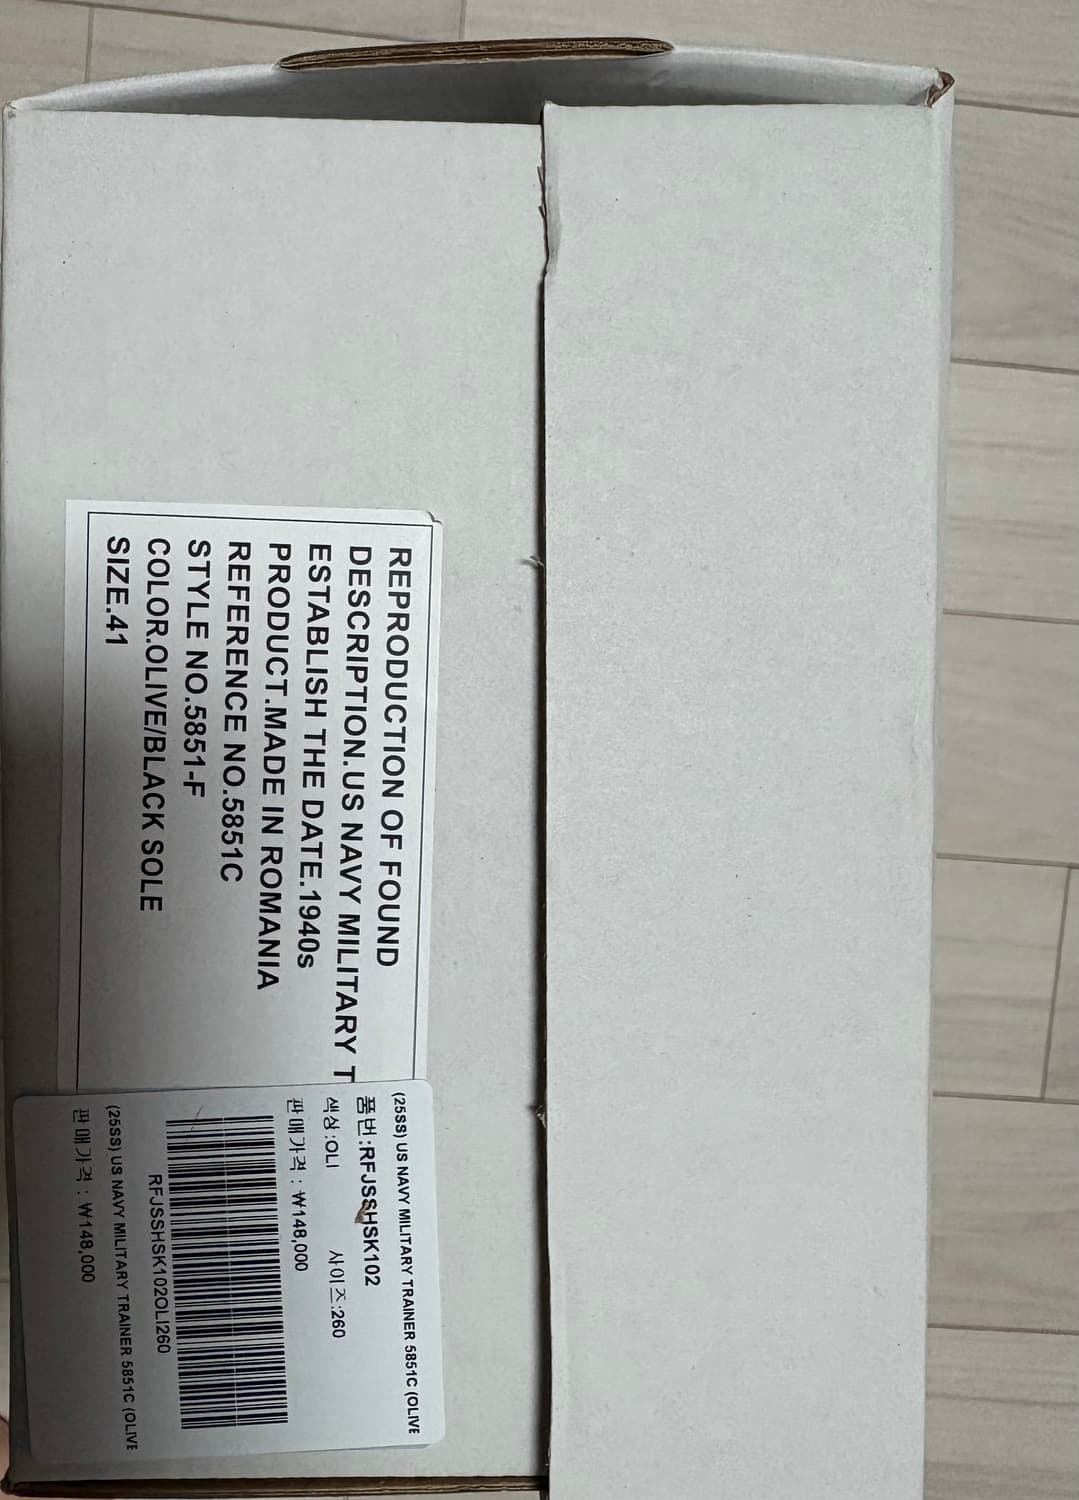 REPRODUCTION OF FOUND
DESCRIPTION.US NAVY MILITARY T
ESTABLISH THE DATE.1940s
PRODUCT.MADE IN ROMANIA
REFERENCE NO.5851C
STYLE NO.5851-F
COLOR.OLIVE/BLACK SOLE
SIZE.41
(25SS) US NAVY MILITARY TRAINER 5851C (OLIVE
품번:RFJSSHSK102
색상:OLI 사이즈:260
판매가격 : ₩148,000
RFJSSHSK102OLI260
(25SS) US NAVY MILITARY TRAINER 5851C (OLIVE
판매가격 : ₩148,000